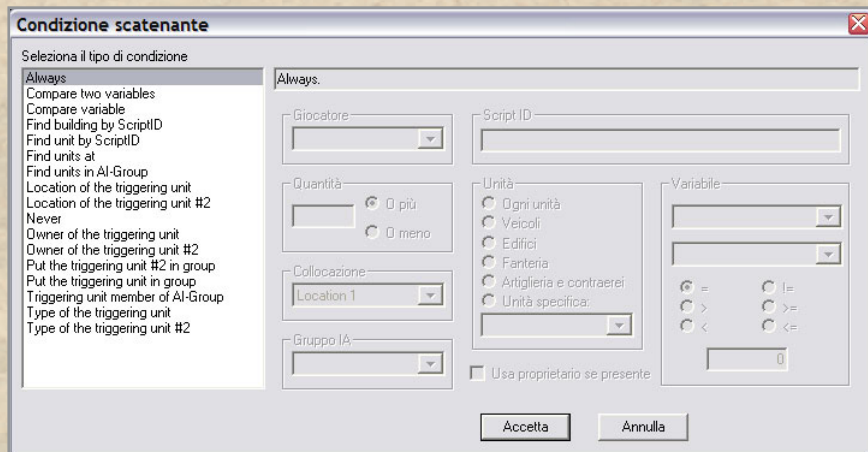 Condizione scatenante
Seleziona il tipo di condizione
Always
Compare two variables
Compare variable
Find building by ScriptID
Find unit by ScriptID
Find units at
Find units in AI-Group
Location of the triggering unit
Location of the triggering unit #2
Never
Owner of the triggering unit
Owner of the triggering unit #2
Put the triggering unit #2 in group
Put the triggering unit in group
Triggering unit member of AI-Group
Type of the triggering unit
Type of the triggering unit #2
Always.
Giocatore
Script ID
Quantità
O più
O meno
Unità
Ogni unità
Veicoli
Edifici
Fanteria
Artiglieria e contraerei
Unità specifica:
Variabile
= !=
> >=
< <=
0
Collocazione
Location 1
Gruppo IA
Usa proprietario se presente
Accetta
Annulla